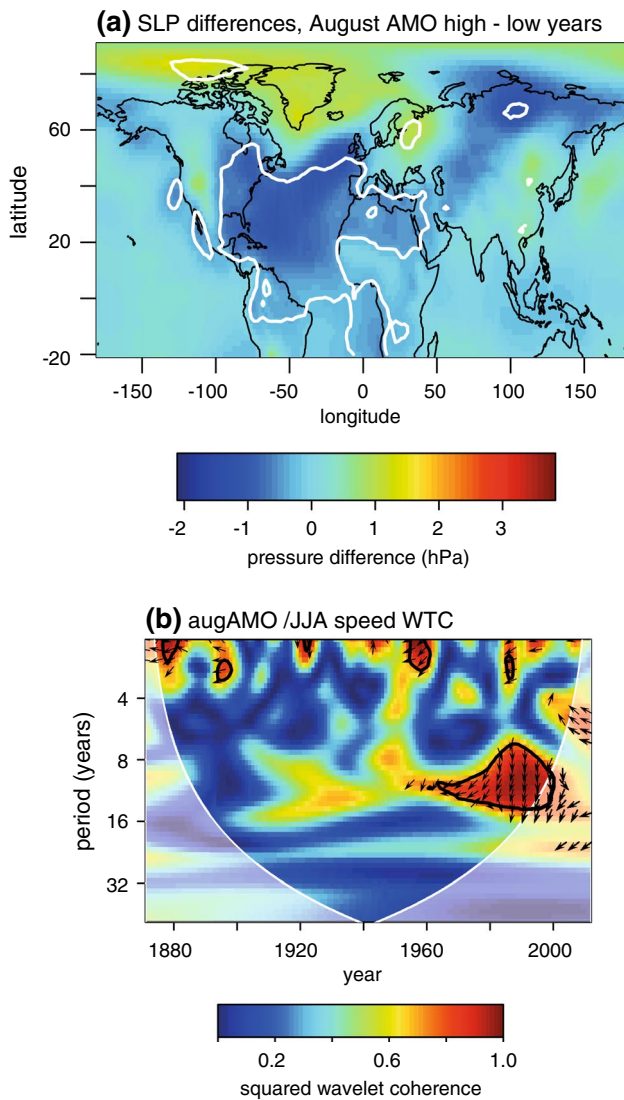 (a) SLP differences, August AMO high - low years
latitude
60
40
20
-20
-150 -100 -50 0 50 100 150
longitude
-2 -1 0 1 2 3
pressure difference (hPa)
(b) augAMO /JJA speed WTC
period (years)
4
8
16
32
1880 1920 1960 2000
year
0.2 0.6 1.0
squared wavelet coherence